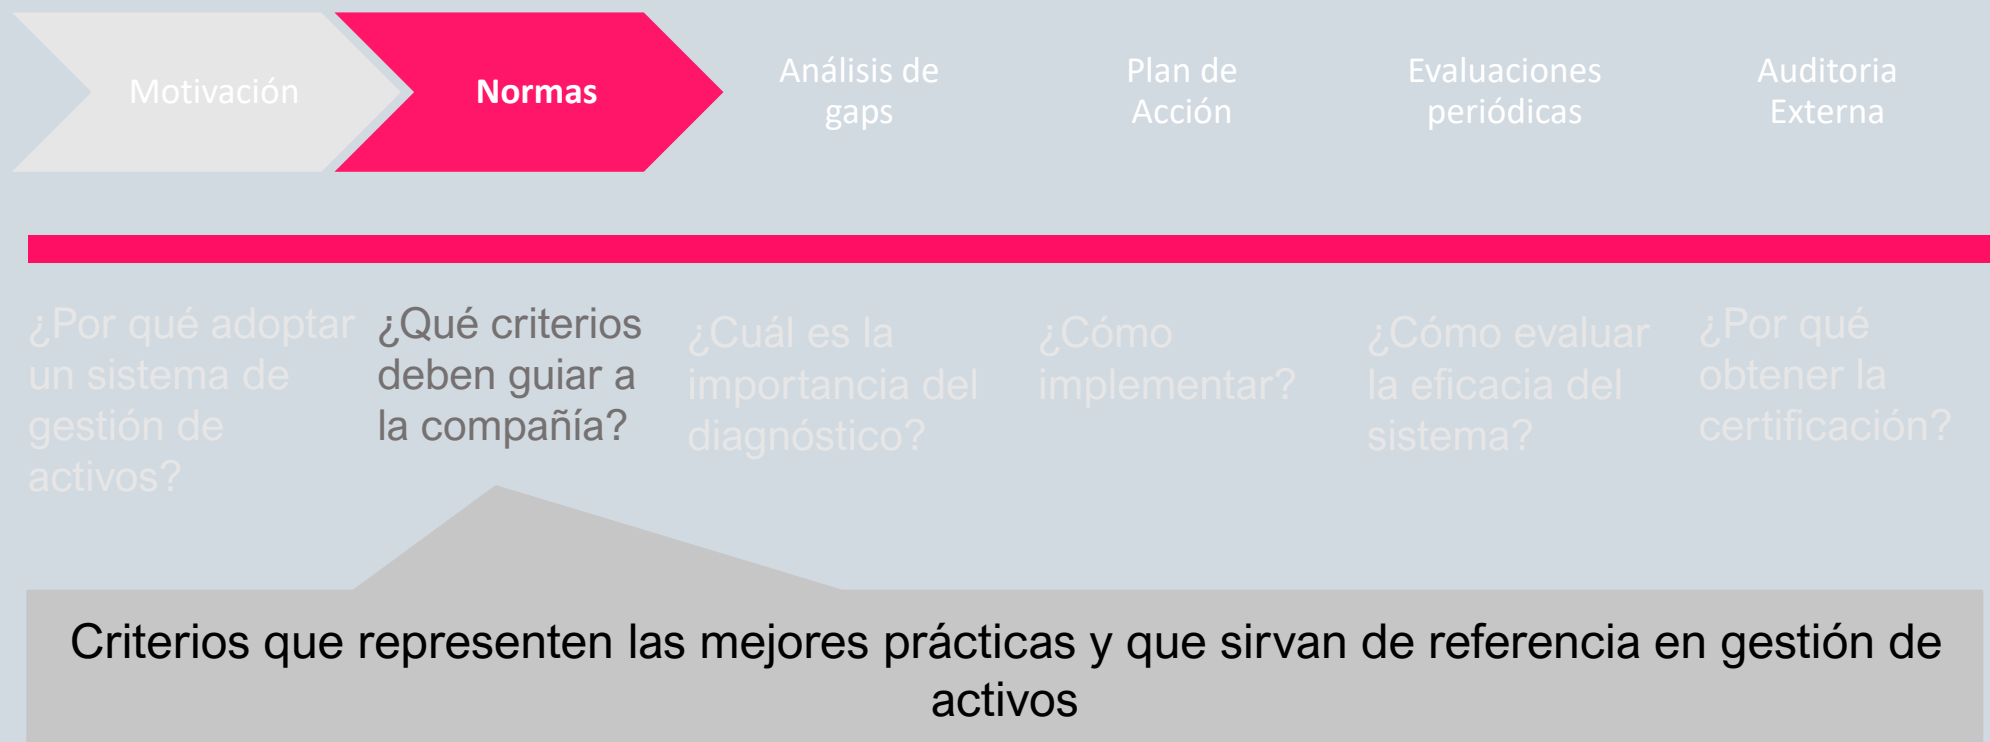 Motivación
Normas
Análisis de
gaps
Plan de
Acción
Evaluaciones
periódicas
Auditoria
Externa
¿Por qué adoptar
un sistema de
gestión de
activos?
¿Qué criterios
deben guiar a
la compañía?
¿Cuál es la
importancia del
diagnóstico?
¿Cómo
implementar?
¿Cómo evaluar
la eficacia del
sistema?
¿Por qué
obtener la
certificación?
Criterios que representen las mejores prácticas y que sirvan de referencia en gestión de
activos